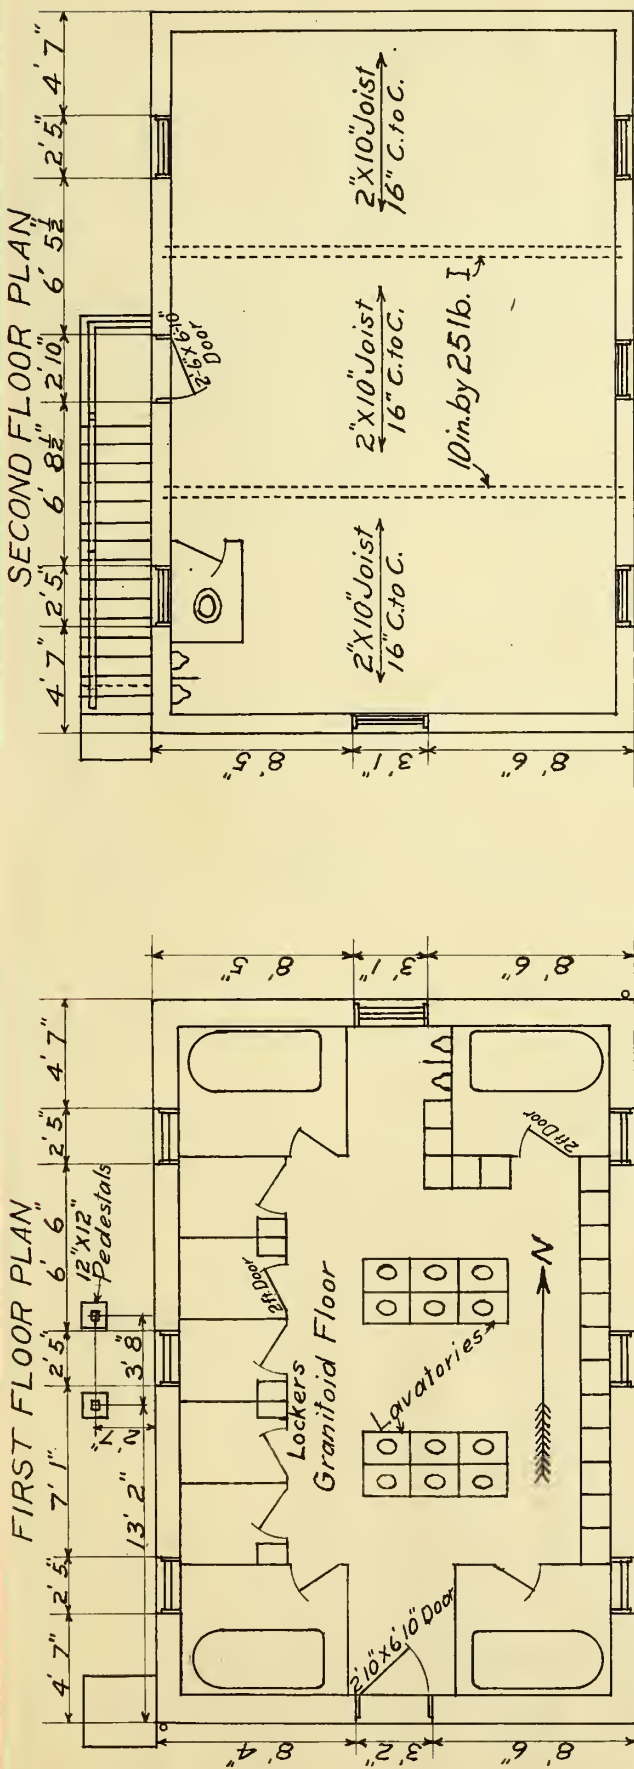 SECOND FLOOR PLAN
4' 7"
2' 5"
6' 8½"
2' 10"
6' 5½"
2' 5"
4' 7"
2'-6"x6'-10"
Door
2"X10"Joist
16" C.to C.
2"X10"Joist
16" C.to C.
2"X10"Joist
16" C.to C.
10in.by 25lb. I
8' 5"
3' 1"
8' 6"
FIRST FLOOR PLAN
4' 7"
2' 5"
7' 1"
2' 5"
6' 6"
2' 5"
4' 7"
12"X12"
Pedestals
13' 2"
3' 8"
2' 7"
8' 5"
3' 1"
8' 6"
2ft.Door
2ft.Door
Lockers
Granitoid Floor
Lavatories
N
2'10"X6'10" Door
8' 4"
3' 2"
8' 6"